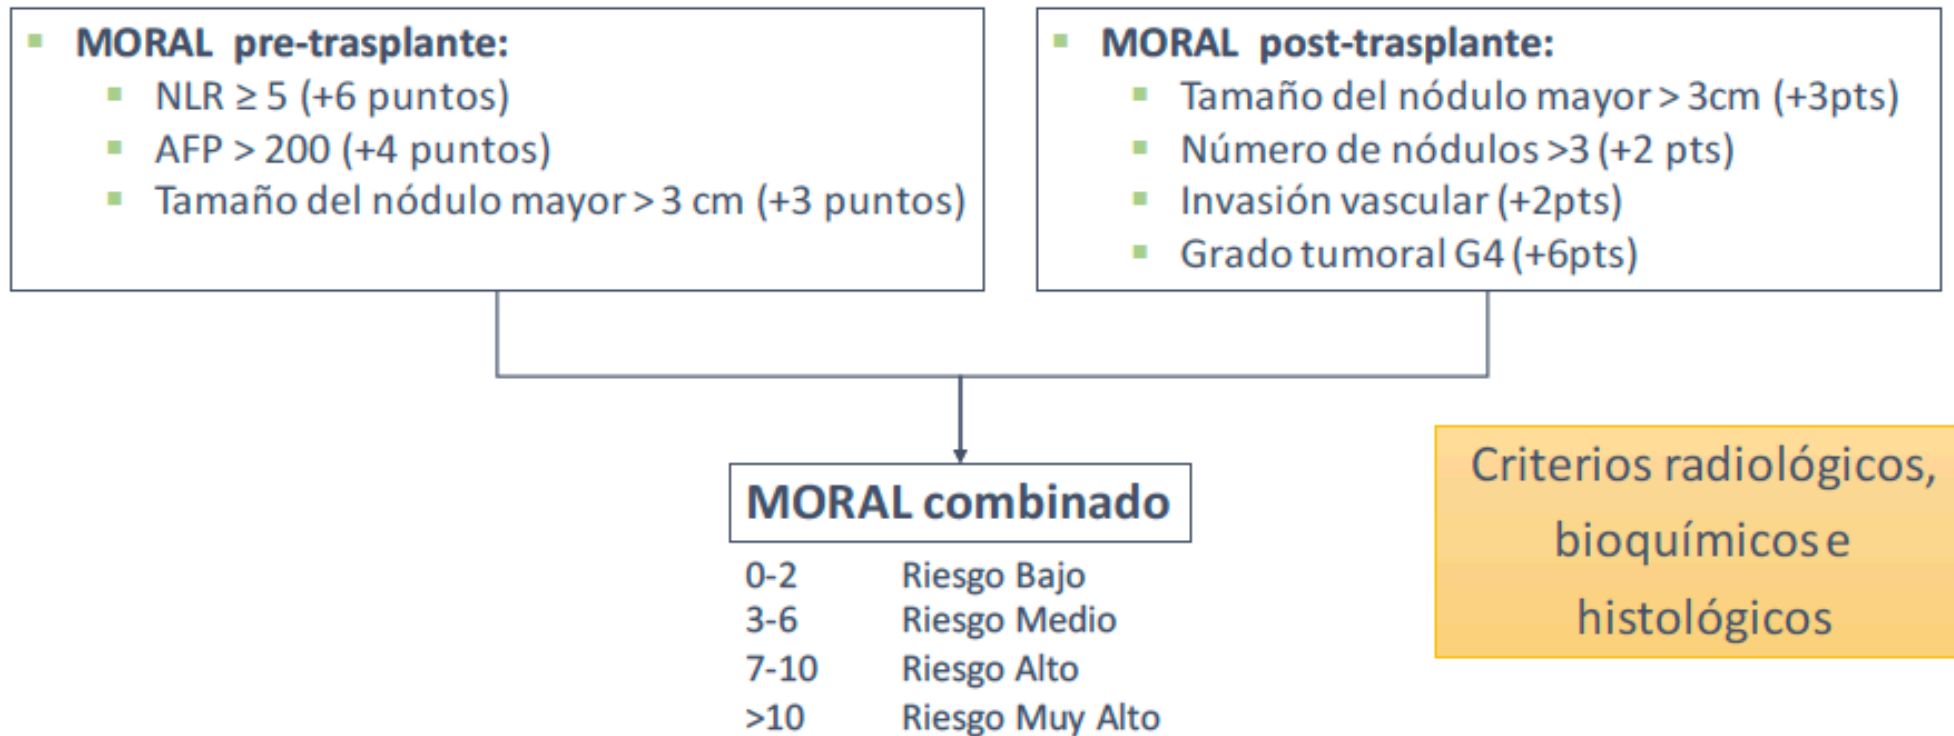 MORAL pre-trasplante:
NLR ≥ 5 (+6 puntos)
AFP > 200 (+4 puntos)
Tamaño del nódulo mayor > 3 cm (+3 puntos)
MORAL post-trasplante:
Tamaño del nódulo mayor > 3cm (+3pts)
Número de nódulos >3 (+2 pts)
Invasión vascular (+2pts)
Grado tumoral G4 (+6pts)
MORAL combinado
0-2 Riesgo Bajo
3-6 Riesgo Medio
7-10 Riesgo Alto
>10 Riesgo Muy Alto
Criterios radiológicos,
bioquímicos e
histológicos